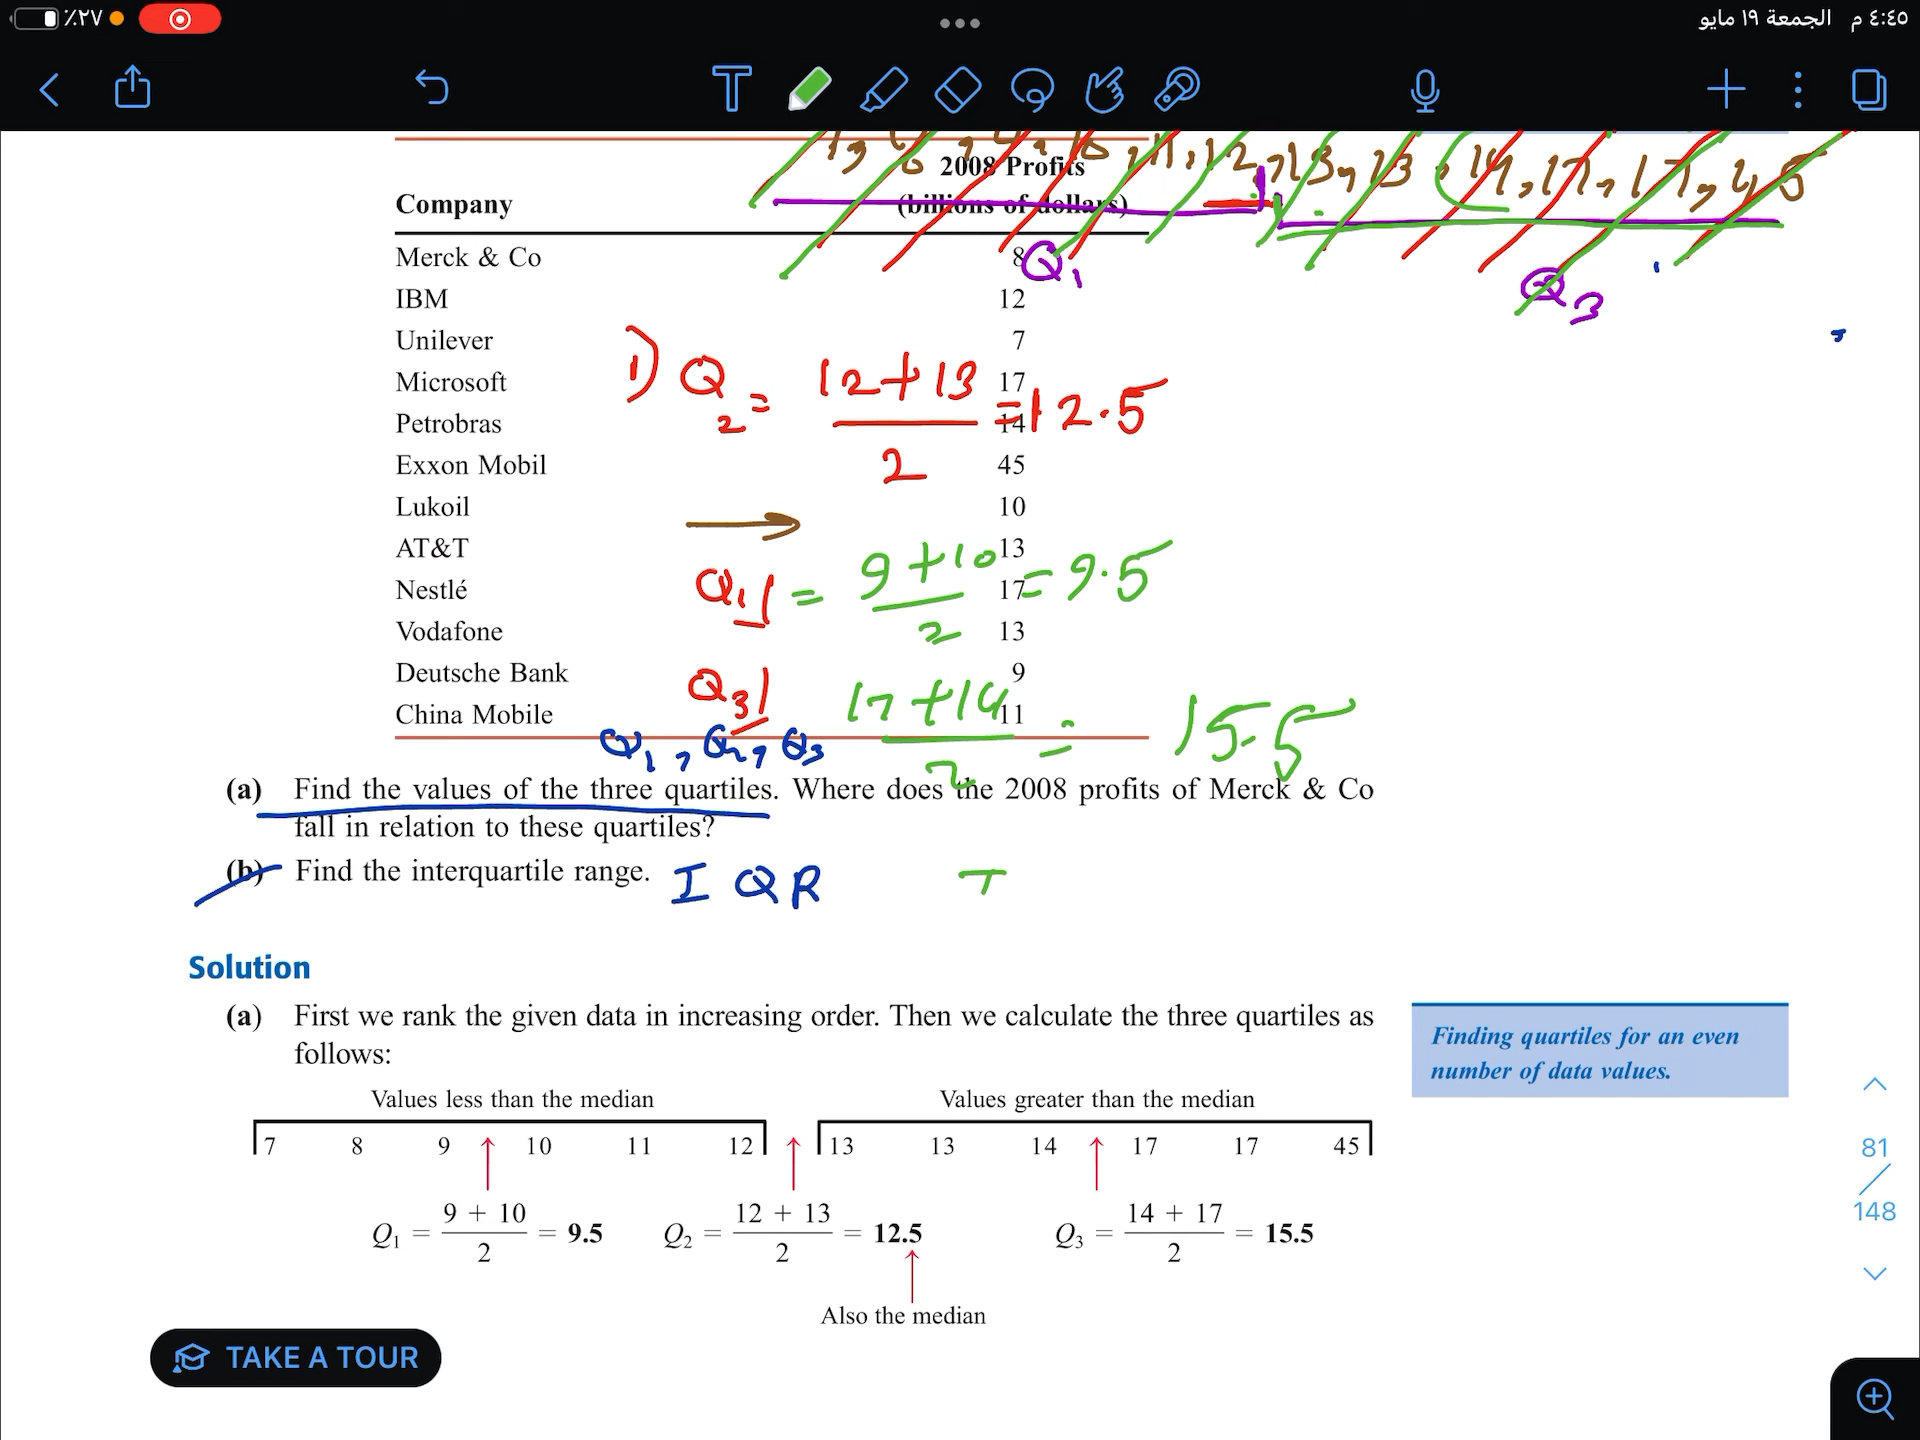 ٪٢٧
٤:٤٥ م الجمعة ١٩ مايو
11, 12, 13, 13, 14, 17, 17, 45
2008 Profits
Company (billions of dollars)
Q1
Q3
Merck & Co 8
IBM 12
Unilever 7
Microsoft 17
Petrobras 14
Exxon Mobil 45
Lukoil 10
AT&T 13
Nestlé 17
Vodafone 13
Deutsche Bank 9
China Mobile 11
1) Q2 = 12+13 / 2 = 12.5
Q1 = 9+10 / 2 = 9.5
Q3 17+14 / 2 = 15.5
Q1, Q2, Q3
(a) Find the values of the three quartiles. Where does the 2008 profits of Merck & Co
fall in relation to these quartiles?
(b) Find the interquartile range. IQR
Solution
(a) First we rank the given data in increasing order. Then we calculate the three quartiles as
follows:
Finding quartiles for an even
number of data values.
Values less than the median Values greater than the median
7 8 9 10 11 12 13 13 14 17 17 45
Q1 = 9 + 10 / 2 = 9.5 Q2 = 12 + 13 / 2 = 12.5 Q3 = 14 + 17 / 2 = 15.5
Also the median
81
148
TAKE A TOUR